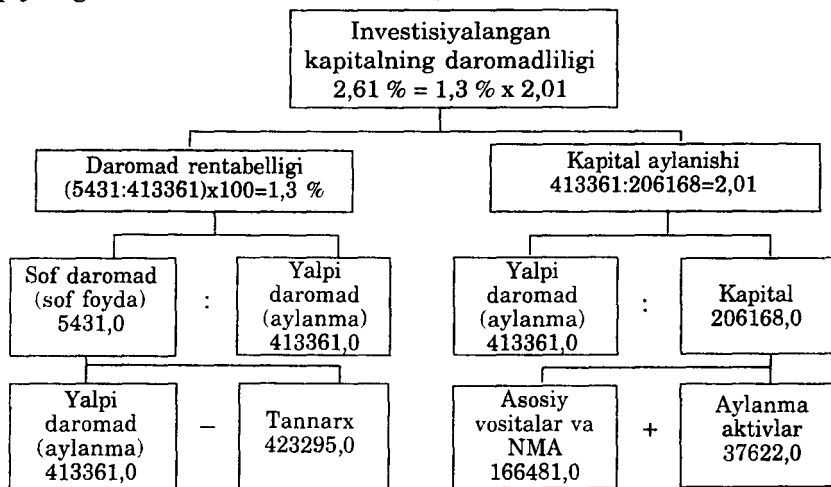 Investisiyalangan
kapitalning daromadliligi
2,61 % = 1,3 % x 2,01
Daromad rentabelligi
(5431:413361)x100=1,3 %
Kapital aylanishi
413361:206168=2,01
Sof daromad
(sof foyda)
5431,0
:
Yalpi
daromad
(aylanma)
413361,0
Yalpi
daromad
(aylanma)
413361,0
:
Kapital
206168,0
Yalpi
daromad
(aylanma)
413361,0
–
Tannarx
423295,0
Asosiy
vositalar va
NMA
166481,0
+
Aylanma
aktivlar
37622,0